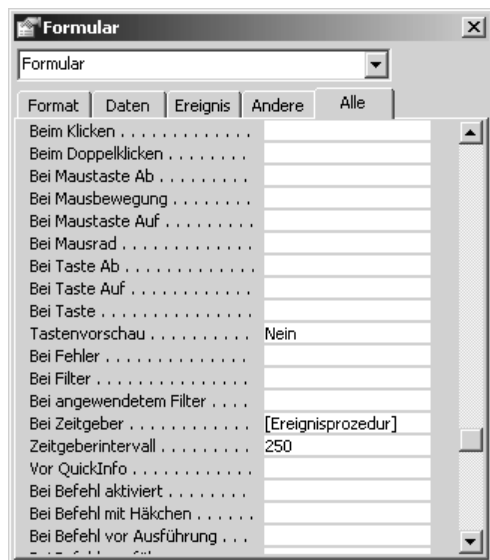 Formular
Formular
Format Daten Ereignis Andere Alle
Beim Klicken . . . . . . . . . . . . .
Beim Doppelklicken . . . . . . . . .
Bei Maustaste Ab . . . . . . . . .
Bei Mausbewegung . . . . . . . .
Bei Maustaste Auf . . . . . . . .
Bei Mausrad . . . . . . . . . . . . .
Bei Taste Ab . . . . . . . . . . . . .
Bei Taste Auf . . . . . . . . . . . .
Bei Taste . . . . . . . . . . . . . . .
Tastenvorschau . . . . . . . . . . Nein
Bei Fehler . . . . . . . . . . . . . .
Bei Filter . . . . . . . . . . . . . . .
Bei angewendetem Filter . . . .
Bei Zeitgeber . . . . . . . . . . . . [Ereignisprozedur]
Zeitgeberintervall . . . . . . . . . 250
Vor QuickInfo . . . . . . . . . . . .
Bei Befehl aktiviert . . . . . . . .
Bei Befehl mit Häkchen . . . . . .
Bei Befehl vor Ausführung . . .